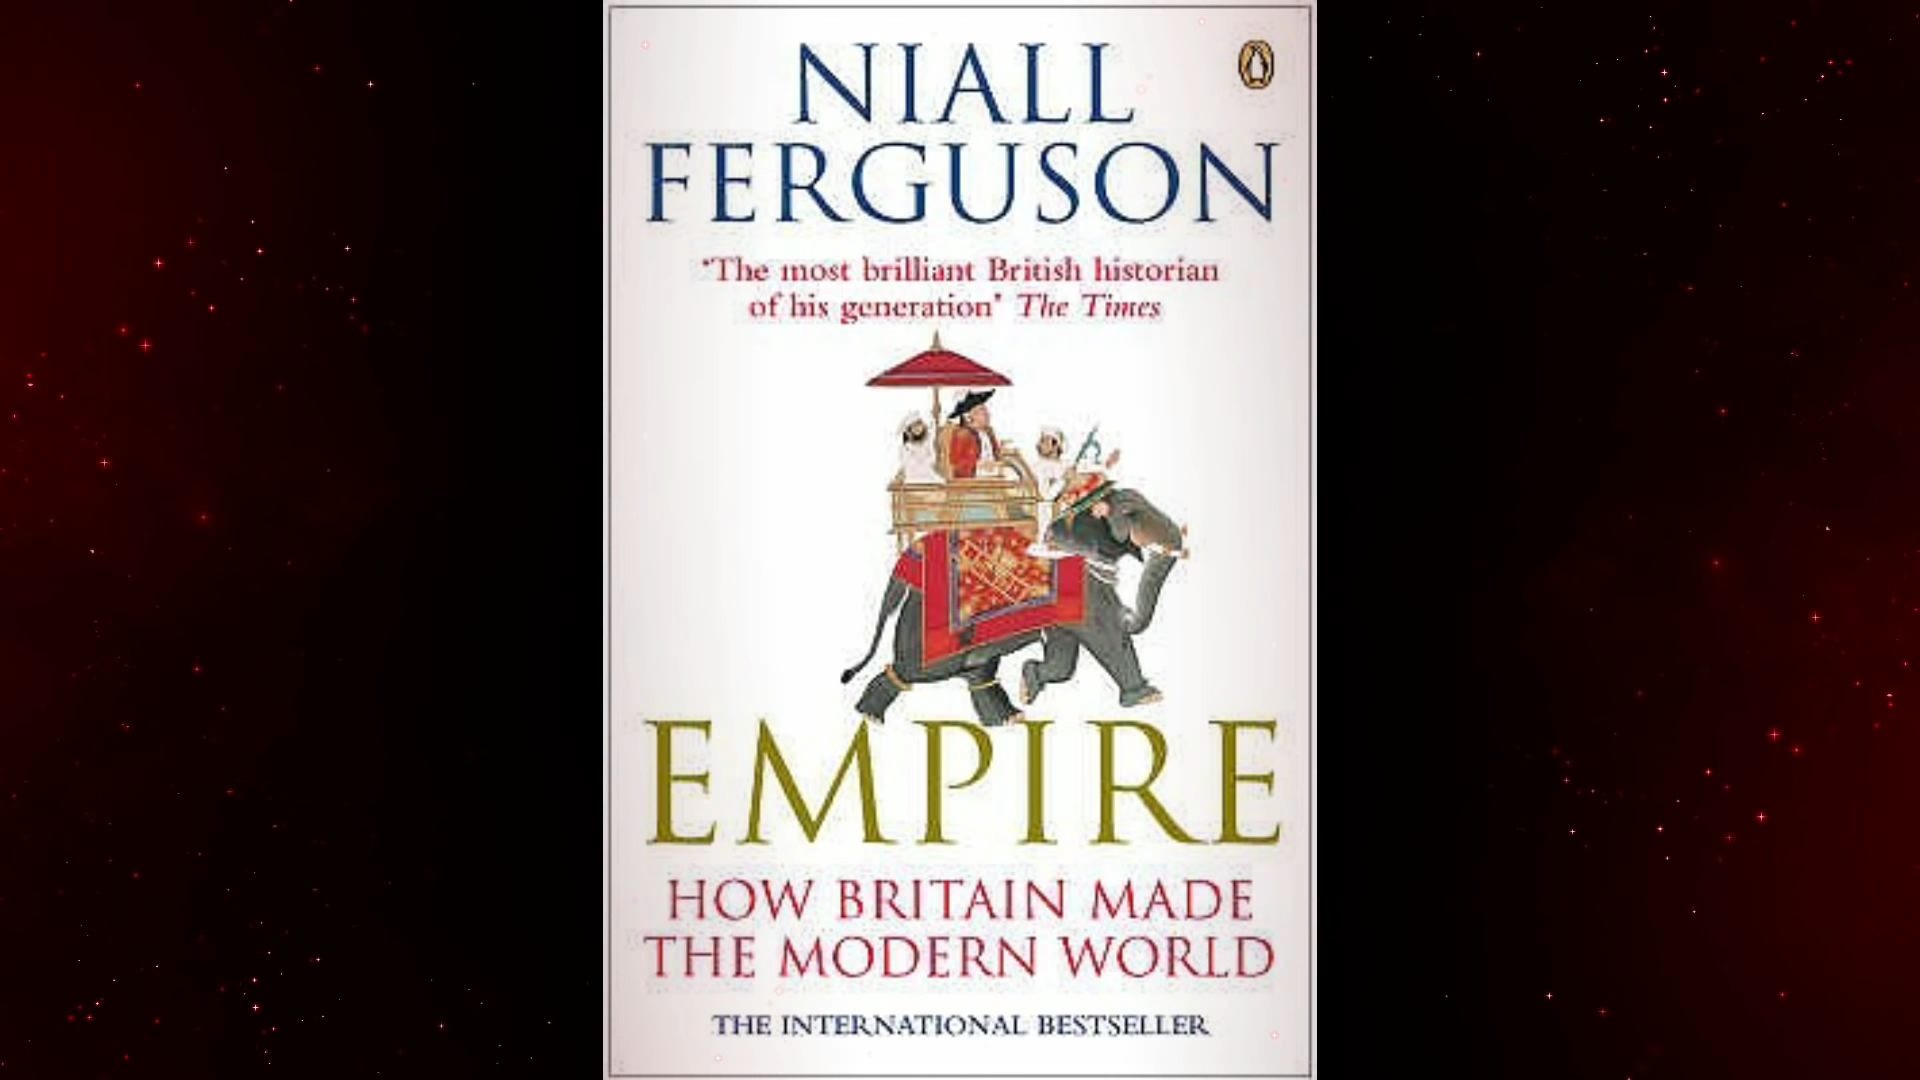 NIALL
FERGUSON
'The most brilliant British historian
of his generation' The Times
EMPIRE
HOW BRITAIN MADE
THE MODERN WORLD
THE INTERNATIONAL BESTSELLER